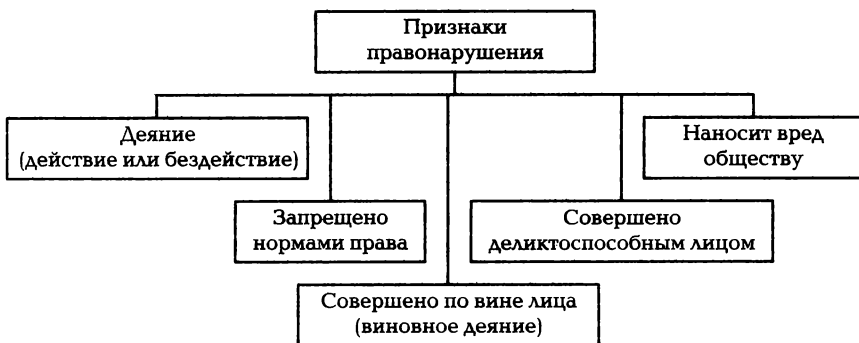 Признаки
правонарушения
Деяние
(действие или бездействие)
Наносит вред
обществу
Запрещено
нормами права
Совершено
деликтоспособным лицом
Совершено по вине лица
(виновное деяние)